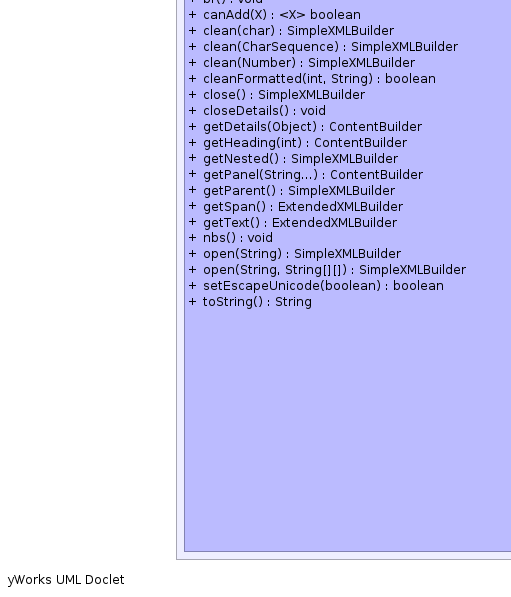 + br() : void
+ canAdd(X) : <X> boolean
+ clean(char) : SimpleXMLBuilder
+ clean(CharSequence) : SimpleXMLBuilder
+ clean(Number) : SimpleXMLBuilder
+ cleanFormatted(int, String) : boolean
+ close() : SimpleXMLBuilder
+ closeDetails() : void
+ getDetails(Object) : ContentBuilder
+ getHeading(int) : ContentBuilder
+ getNested() : SimpleXMLBuilder
+ getPanel(String...) : ContentBuilder
+ getParent() : SimpleXMLBuilder
+ getSpan() : ExtendedXMLBuilder
+ getText() : ExtendedXMLBuilder
+ nbs() : void
+ open(String) : SimpleXMLBuilder
+ open(String, String[][]) : SimpleXMLBuilder
+ setEscapeUnicode(boolean) : boolean
+ toString() : String
yWorks UML Doclet